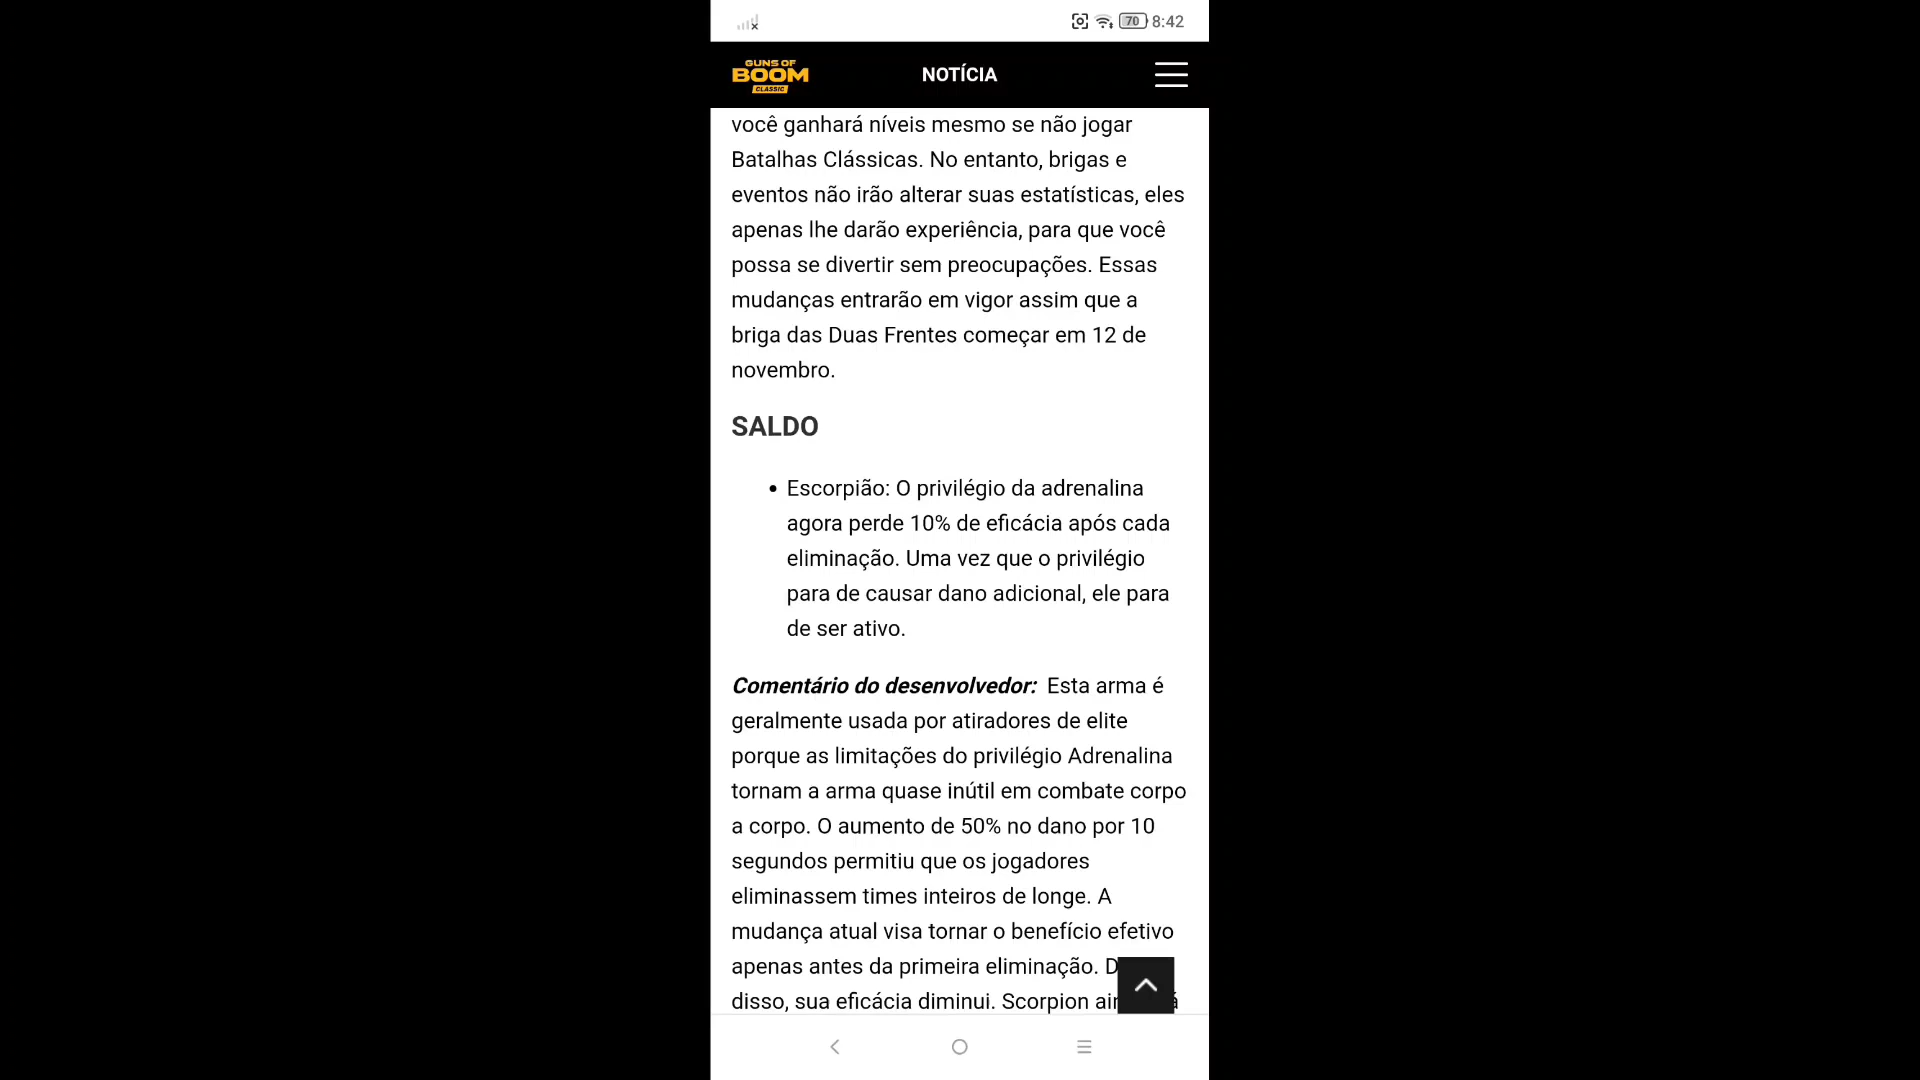 70 8:42
GUNS OF
BOOM
CLASSIC
NOTÍCIA
você ganhará níveis mesmo se não jogar
Batalhas Clássicas. No entanto, brigas e
eventos não irão alterar suas estatísticas, eles
apenas lhe darão experiência, para que você
possa se divertir sem preocupações. Essas
mudanças entrarão em vigor assim que a
briga das Duas Frentes começar em 12 de
novembro.
SALDO
• Escorpião: O privilégio da adrenalina
agora perde 10% de eficácia após cada
eliminação. Uma vez que o privilégio
para de causar dano adicional, ele para
de ser ativo.
Comentário do desenvolvedor: Esta arma é
geralmente usada por atiradores de elite
porque as limitações do privilégio Adrenalina
tornam a arma quase inútil em combate corpo
a corpo. O aumento de 50% no dano por 10
segundos permitiu que os jogadores
eliminassem times inteiros de longe. A
mudança atual visa tornar o benefício efetivo
apenas antes da primeira eliminação.
disso, sua eficácia diminui. Scorpion